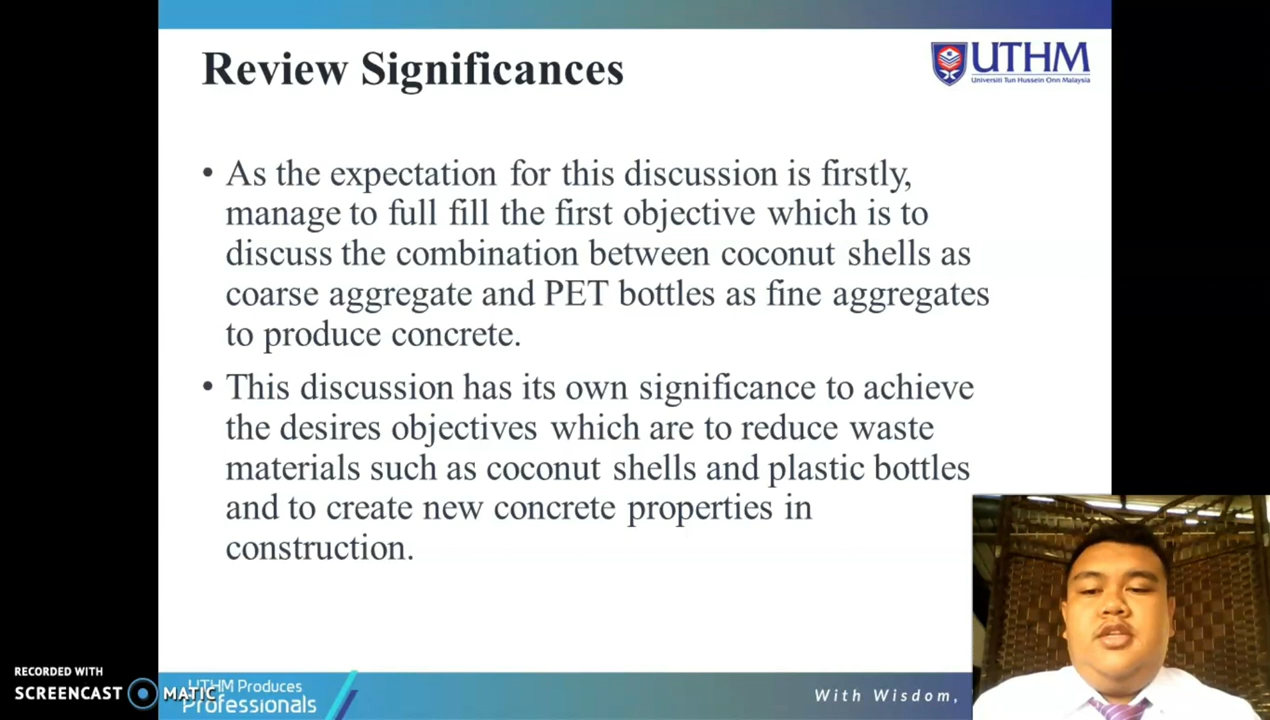 Review Significances
UTHM
Universiti Tun Hussein Onn Malaysia
• As the expectation for this discussion is firstly,
manage to full fill the first objective which is to
discuss the combination between coconut shells as
coarse aggregate and PET bottles as fine aggregates
to produce concrete.
• This discussion has its own significance to achieve
the desires objectives which are to reduce waste
materials such as coconut shells and plastic bottles
and to create new concrete properties in
construction.
RECORDED WITH
SCREENCAST MATIC
UTHM Produces
Professionals
With Wisdom,